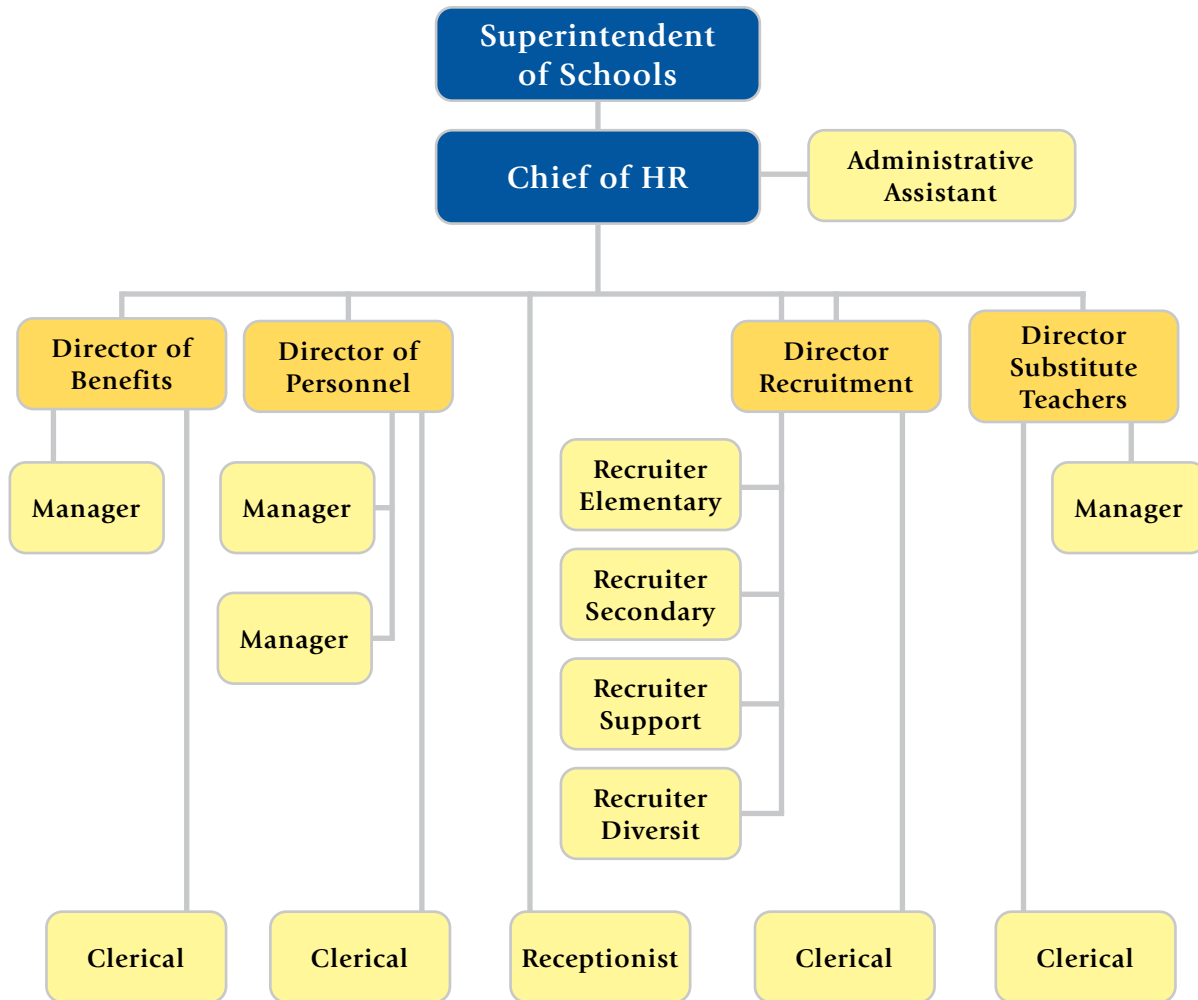 Superintendent
of Schools
Chief of HR
Administrative
Assistant
Director of
Benefits
Director of
Personnel
Director
Recruitment
Director
Substitute
Teachers
Manager
Manager
Recruiter
Elementary
Manager
Manager
Recruiter
Secondary
Recruiter
Support
Recruiter
Diversit
Clerical
Clerical
Receptionist
Clerical
Clerical